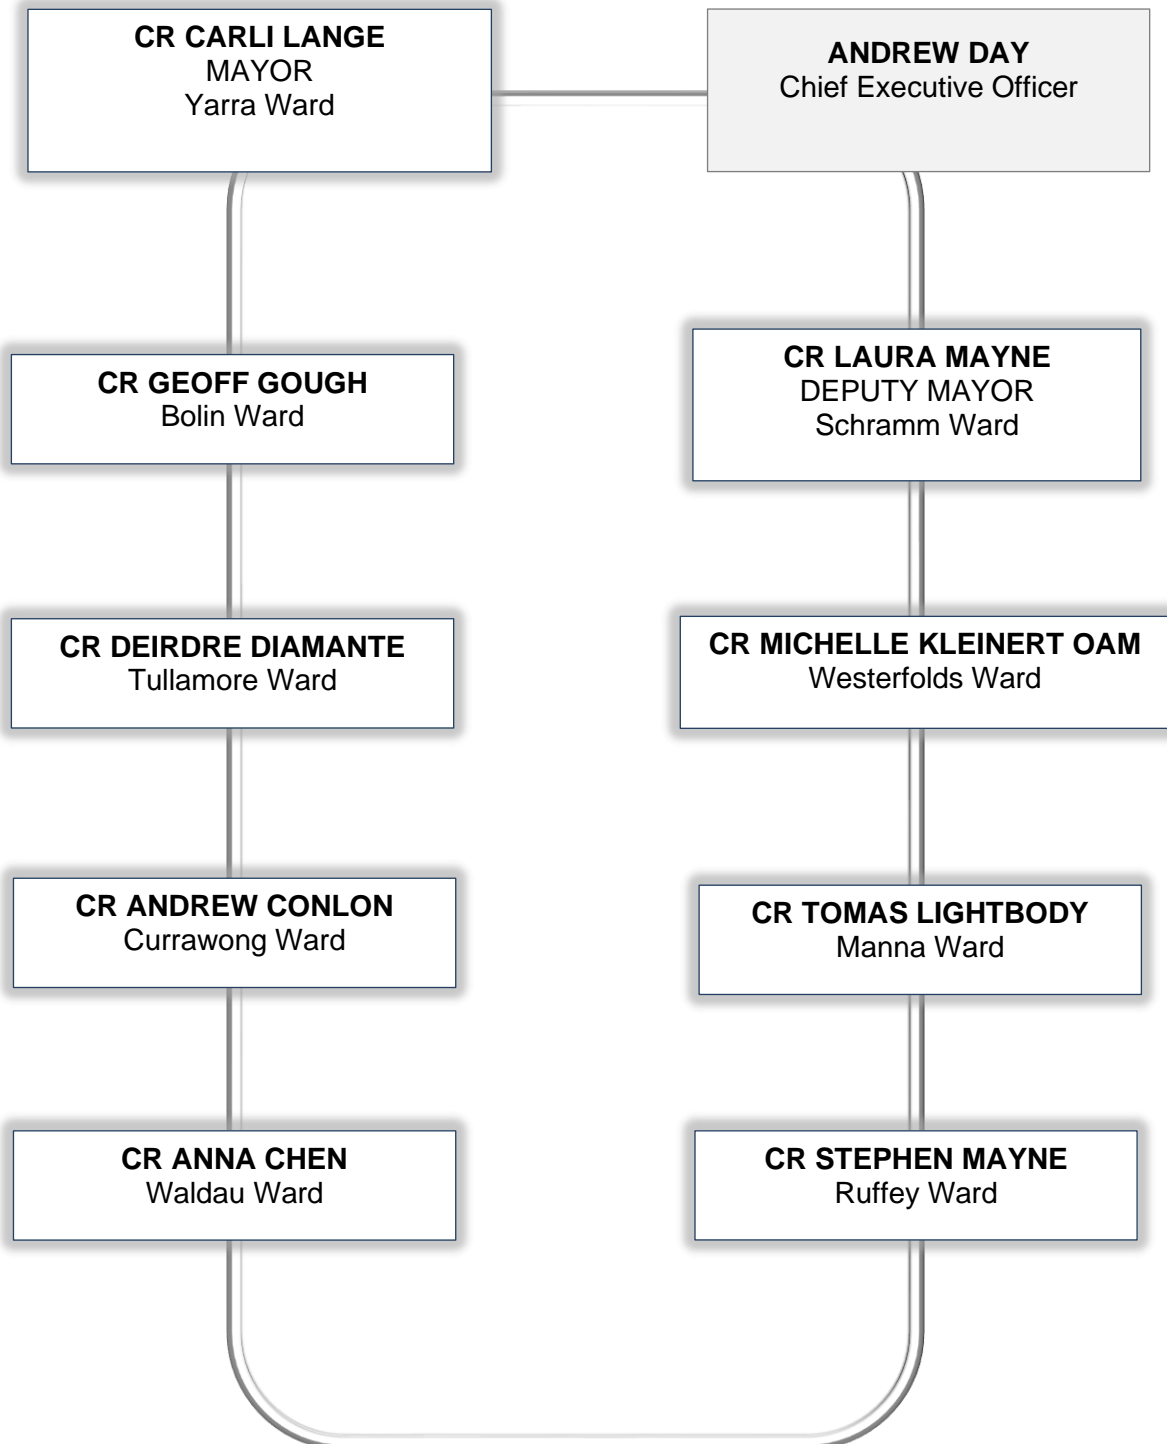 CR CARLI LANGE
MAYOR
Yarra Ward
ANDREW DAY
Chief Executive Officer
CR GEOFF GOUGH
Bolin Ward
CR LAURA MAYNE
DEPUTY MAYOR
Schramm Ward
CR DEIRDRE DIAMANTE
Tullamore Ward
CR MICHELLE KLEINERT OAM
Westerfolds Ward
CR ANDREW CONLON
Currawong Ward
CR TOMAS LIGHTBODY
Manna Ward
CR ANNA CHEN
Waldau Ward
CR STEPHEN MAYNE
Ruffey Ward